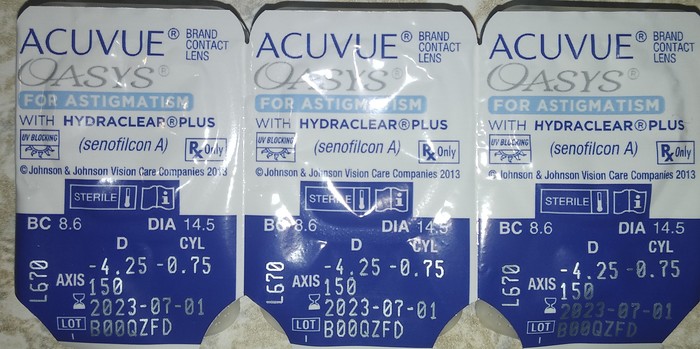 ACUVUE® BRAND CONTACT LENS
OASYS®
FOR ASTIGMATISM
WITH HYDRACLEAR®PLUS
UV BLOCKING (senofilcon A) Rx Only
© Johnson & Johnson Vision Care Companies 2013
STERILE i
BC 8.6 DIA 14.5
D CYL
-4.25 -0.75
AXIS 150
2023-07-01
LOT B00QZFD
L670
ACUVUE® BRAND CONTACT LENS
OASYS®
FOR ASTIGMATISM
WITH HYDRACLEAR®PLUS
UV BLOCKING (senofilcon A) Rx Only
© Johnson & Johnson Vision Care Companies 2013
STERILE i
BC 8.6 DIA 14.5
D CYL
-4.25 -0.75
AXIS 150
2023-07-01
LOT B00QZFD
L670
ACUVUE® BRAND CONTACT LENS
OASYS®
FOR ASTIGMATISM
WITH HYDRACLEAR®PLUS
UV BLOCKING (senofilcon A) Rx Only
© Johnson & Johnson Vision Care Companies 2013
STERILE i
BC 8.6 DIA 14.5
D CYL
-4.25 -0.75
AXIS 150
2023-07-01
LOT B00QZFD
L670